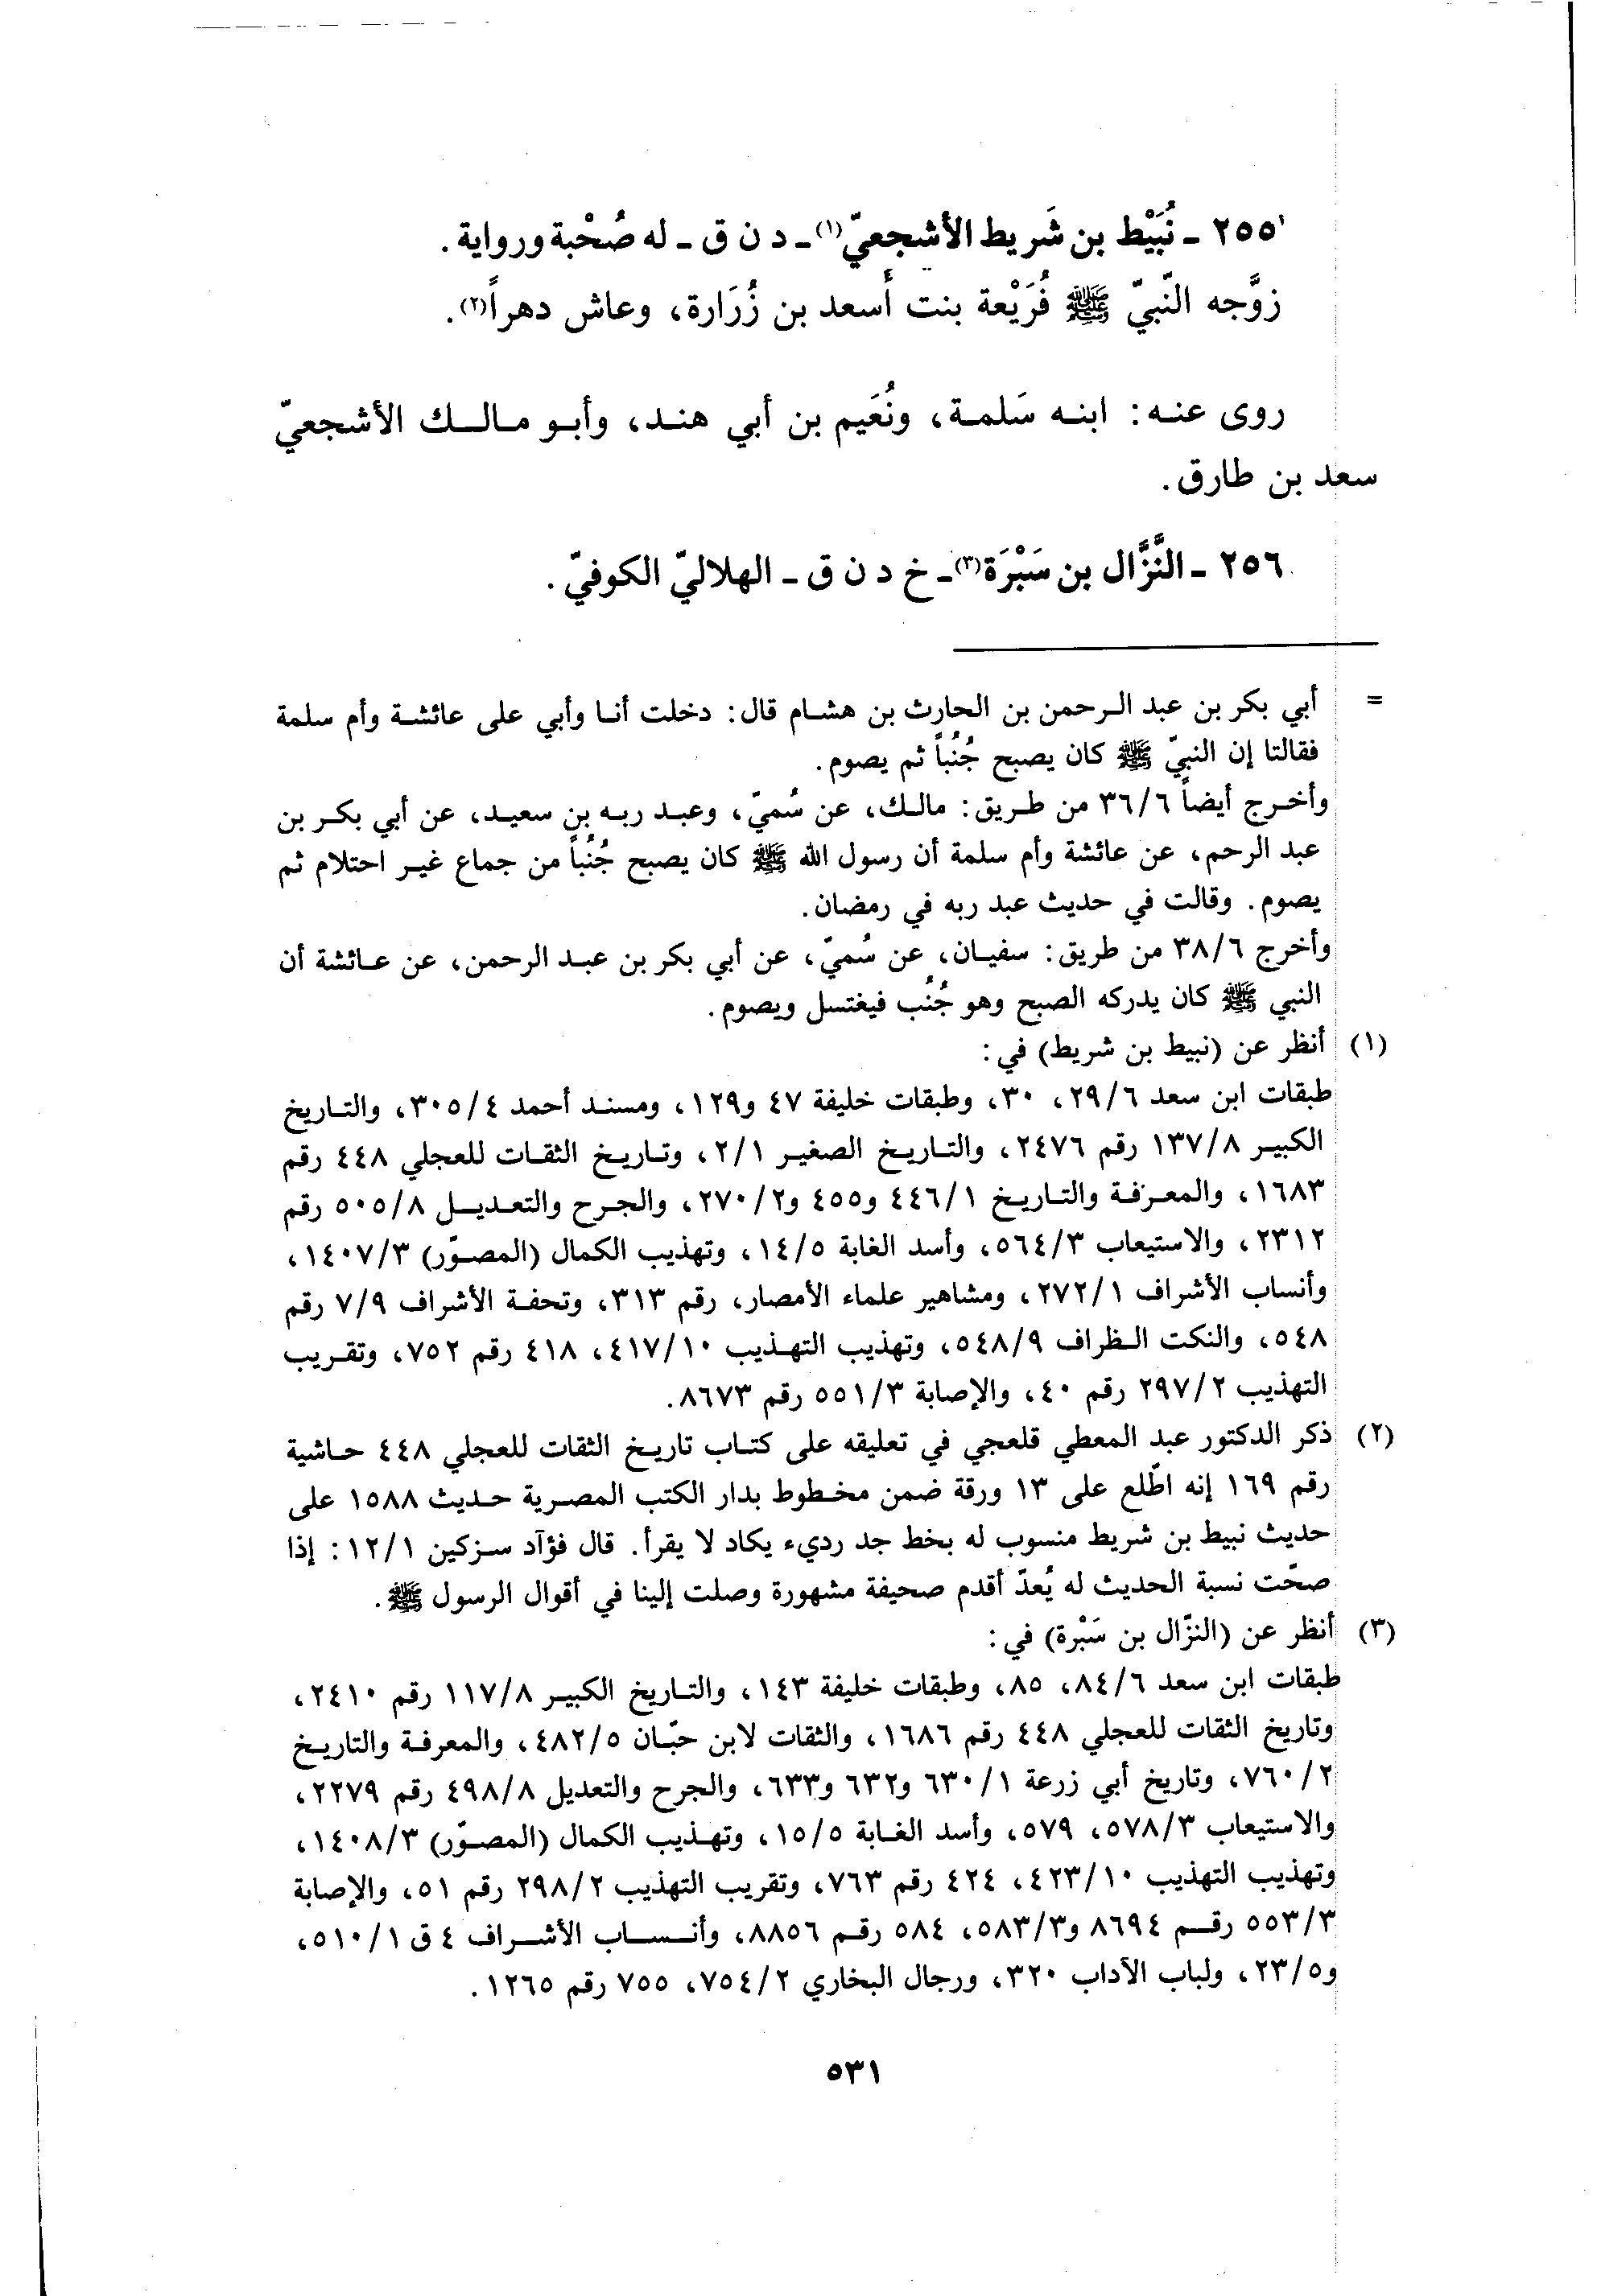 ٢٥٥ - نُبَيْط بن شَريط الأشجعيّ(١) - د ن ق - له صُحْبة ورواية.
زوَّجه النّبيّ ﷺ فُرَيْعة بنت أَسعد بن زُرَارة، وعاش دهراً(٢).
روى عنه: ابنه سَلمة، ونُعَيم بن أبي هند، وأبو مالك الأشجعيّ
سعد بن طارق.
٢٥٦ - النَّزَّال بن سَبْرَة(٣) - خ د ن ق - الهلاليّ الكوفيّ.
= أبي بكر بن عبد الرحمن بن الحارث بن هشام قال: دخلت أنا وأبي على عائشة وأم سلمة
فقالتا إن النبيّ ﷺ كان يصبح جُنُباً ثم يصوم.
وأخرج أيضاً ٣٦/٦ من طريق: مالك، عن سُميّ، وعبد ربه بن سعيد، عن أبي بكر بن
عبد الرحم، عن عائشة وأم سلمة أن رسول الله ﷺ كان يصبح جُنُباً من جماع غير احتلام ثم
يصوم. وقالت في حديث عبد ربه في رمضان.
وأخرج ٣٨/٦ من طريق: سفيان، عن سُميّ، عن أبي بكر بن عبد الرحمن، عن عائشة أن
النبي ﷺ كان يدركه الصبح وهو جُنُب فيغتسل ويصوم.
(١) أنظر عن (نبيط بن شريط) في:
طبقات ابن سعد ٢٩/٦، ٣٠، وطبقات خليفة ٤٧ و١٢٩، ومسند أحمد ٣٠٥/٤، والتاريخ
الكبير ١٣٧/٨ رقم ٢٤٧٦، والتاريخ الصغير ٢/١، وتاريخ الثقات للعجلي ٤٤٨ رقم
١٦٨٣، والمعرفة والتاريخ ٤٤٦/١ و٤٥٥ و٢٧٠/٢، والجرح والتعديل ٥٠٥/٨ رقم
٢٣١٢، والاستيعاب ٥٦٤/٣، وأسد الغابة ١٤/٥، وتهذيب الكمال (المصوّر) ١٤٠٧/٣،
وأنساب الأشراف ٢٧٢/١، ومشاهير علماء الأمصار، رقم ٣١٣، وتحفة الأشراف ٧/٩ رقم
٥٤٨، والنكت الظراف ٥٤٨/٩، وتهذيب التهذيب ٤١٧/١٠، ٤١٨ رقم ٧٥٢، وتقريب
التهذيب ٢٩٧/٢ رقم ٤٠، والإصابة ٥٥١/٣ رقم ٨٦٧٣.
(٢) ذكر الدكتور عبد المعطي قلعجي في تعليقه على كتاب تاريخ الثقات للعجلي ٤٤٨ حاشية
رقم ١٦٩ إنه اطّلع على ١٣ ورقة ضمن مخطوط بدار الكتب المصرية حديث ١٥٨٨ على
حديث نبيط بن شريط منسوب له بخط جد رديء يكاد لا يقرأ. قال فؤآد سزكين ١٢/١: إذا
صحّت نسبة الحديث له يُعدّ أقدم صحيفة مشهورة وصلت إلينا في أقوال الرسول ﷺ.
(٣) أنظر عن (النزّال بن سَبْرة) في:
طبقات ابن سعد ٨٤/٦، ٨٥، وطبقات خليفة ١٤٣، والتاريخ الكبير ١١٧/٨ رقم ٢٤١٠،
وتاريخ الثقات للعجلي ٤٤٨ رقم ١٦٨٦، والثقات لابن حبّان ٤٨٢/٥، والمعرفة والتاريخ
٧٦٠/٢، وتاريخ أبي زرعة ٦٣٠/١ و٦٣٢ و٦٣٣، والجرح والتعديل ٤٩٨/٨ رقم ٢٢٧٩،
والاستيعاب ٥٧٨/٣، ٥٧٩، وأسد الغابة ١٥/٥، وتهذيب الكمال (المصوّر) ١٤٠٨/٣،
وتهذيب التهذيب ٤٢٣/١٠، ٤٢٤ رقم ٧٦٣، وتقريب التهذيب ٢٩٨/٢ رقم ٥١، والإصابة
٥٥٣/٣ رقم ٨٦٩٤ و٥٨٣/٣، ٥٨٤ رقم ٨٨٥٦، وأنساب الأشراف ٤ ق ٥١٠/١،
و٢٣/٥، ولباب الآداب ٣٢٠، ورجال البخاري ٧٥٤/٢، ٧٥٥ رقم ١٢٦٥.
٥٣١